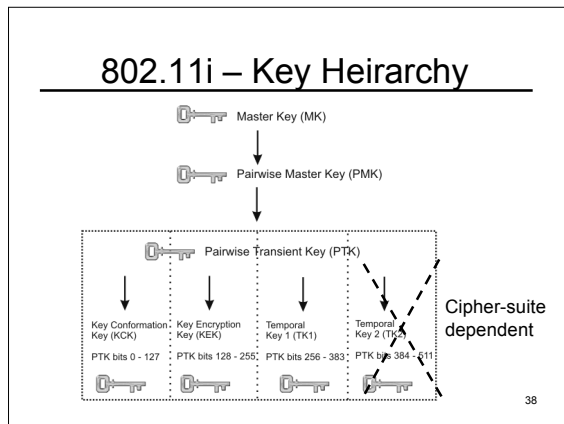 802.11i – Key Heirarchy
Master Key (MK)
Pairwise Master Key (PMK)
Pairwise Transient Key (PTK)
Key Conformation
Key (KCK)
PTK bits 0 - 127
Key Encryption
Key (KEK)
PTK bits 128 - 255
Temporal
Key 1 (TK1)
PTK bits 256 - 383
Temporal
Key 2 (TK2)
PTK bits 384 - 511
Cipher-suite
dependent
38